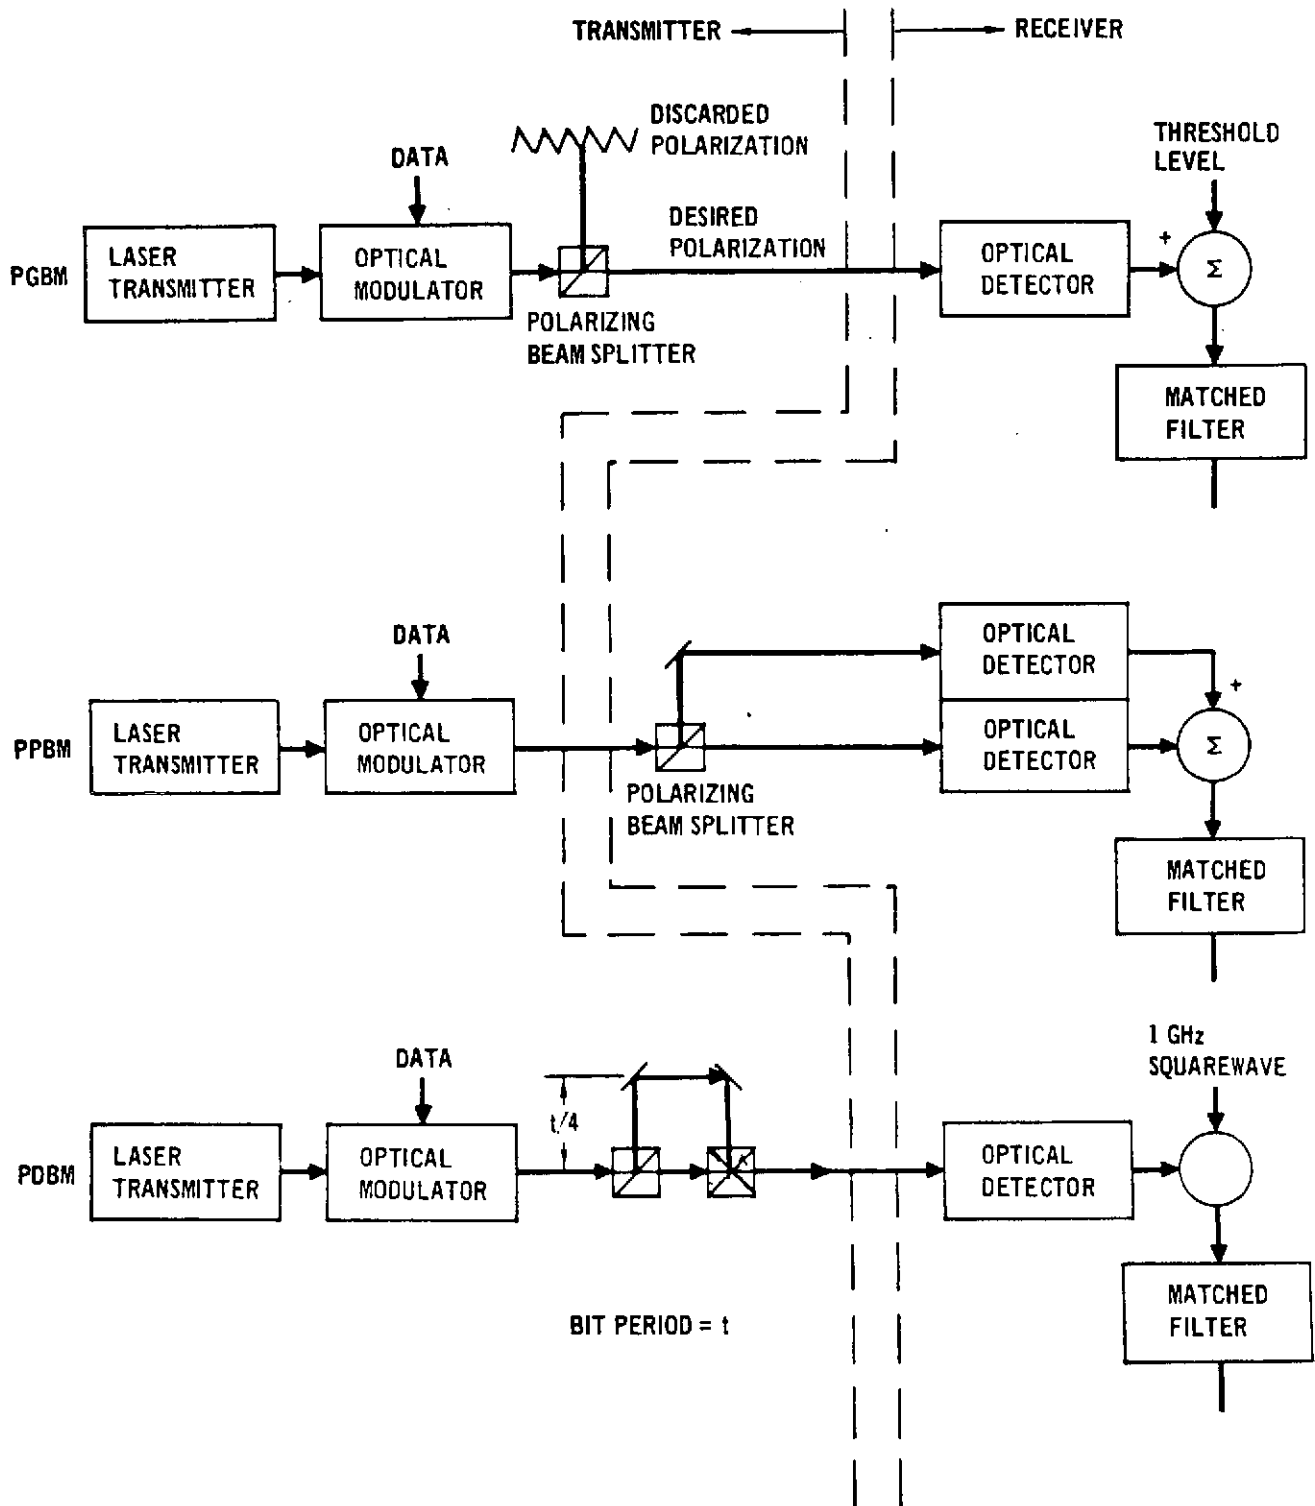 TRANSMITTER
RECEIVER
DISCARDED
POLARIZATION
THRESHOLD
LEVEL
DATA
DESIRED
POLARIZATION
PGBM
LASER
TRANSMITTER
OPTICAL
MODULATOR
OPTICAL
DETECTOR
+
Σ
POLARIZING
BEAM SPLITTER
MATCHED
FILTER
DATA
OPTICAL
DETECTOR
+
PPBM
LASER
TRANSMITTER
OPTICAL
MODULATOR
OPTICAL
DETECTOR
Σ
POLARIZING
BEAM SPLITTER
MATCHED
FILTER
1 GHz
SQUAREWAVE
DATA
t/4
PDBM
LASER
TRANSMITTER
OPTICAL
MODULATOR
OPTICAL
DETECTOR
MATCHED
FILTER
BIT PERIOD = t